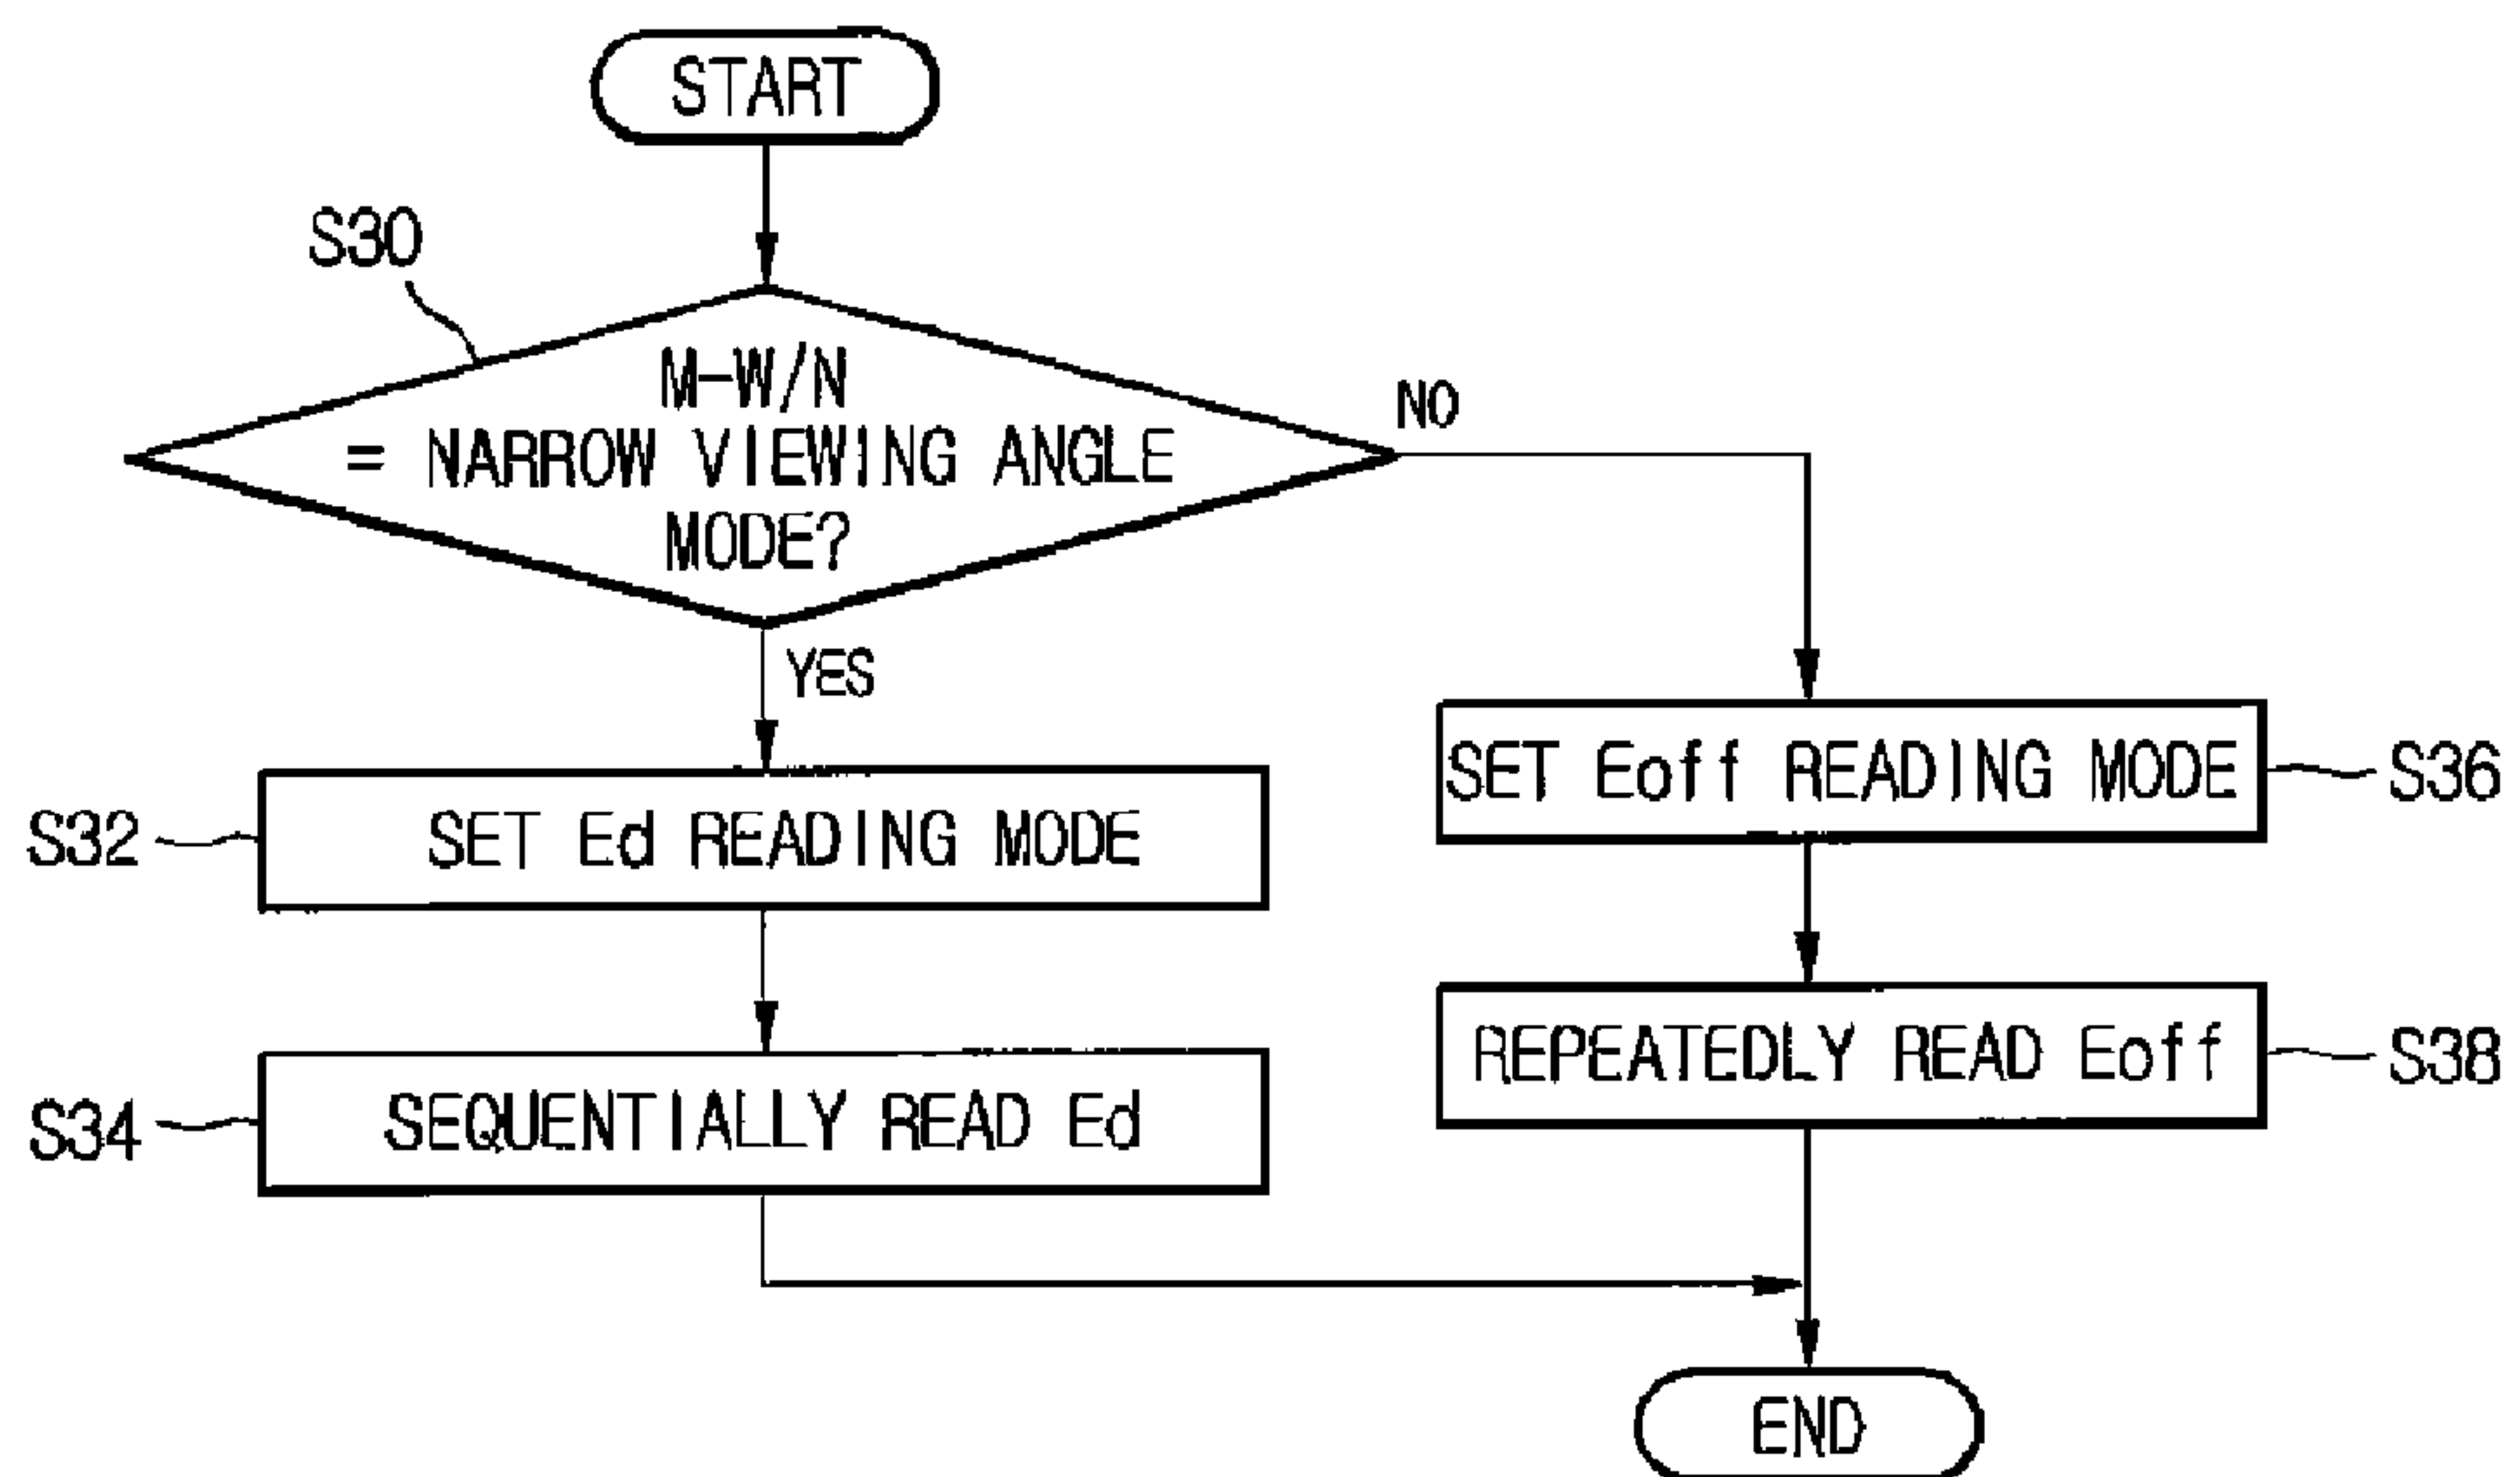 START
S30
M-W/N
= NARROW VIEWING ANGLE
MODE?
NO
YES
SET Eoff READING MODE
S36
S32
SET Ed READING MODE
REPEATEDLY READ Eoff
S38
S34
SEQUENTIALLY READ Ed
END